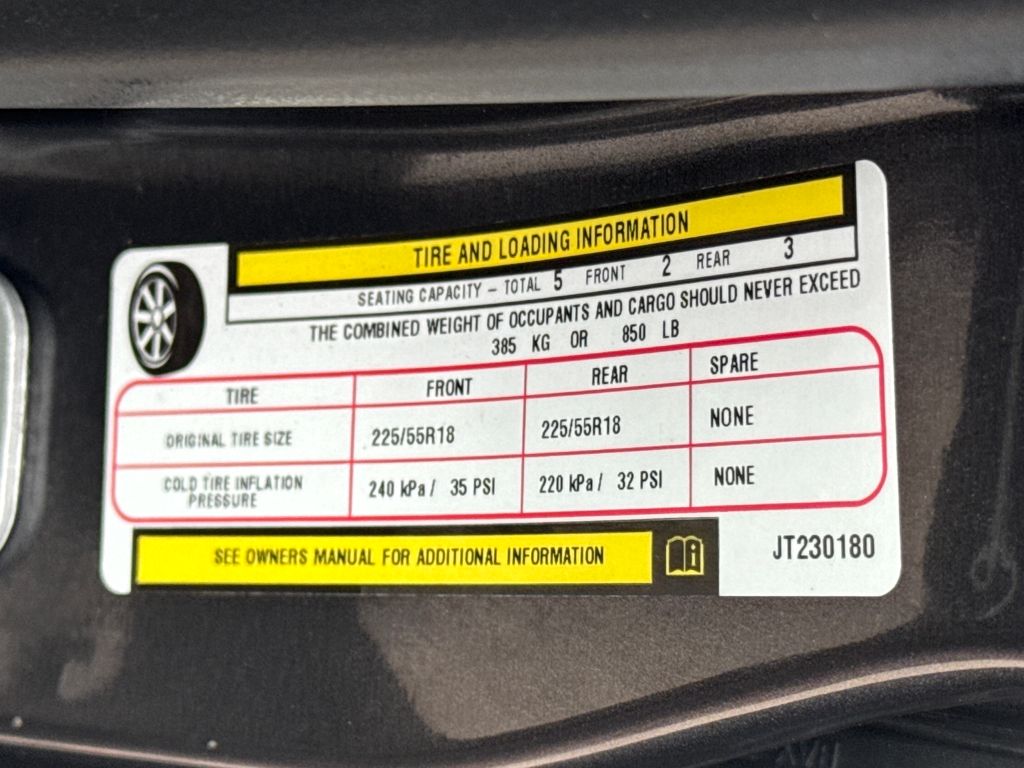 TIRE AND LOADING INFORMATION
SEATING CAPACITY – TOTAL 5 FRONT 2 REAR 3
THE COMBINED WEIGHT OF OCCUPANTS AND CARGO SHOULD NEVER EXCEED
385 KG OR 850 LB
TIRE FRONT REAR SPARE
ORIGINAL TIRE SIZE 225/55R18 225/55R18 NONE
COLD TIRE INFLATION
PRESSURE 240 kPa / 35 PSI 220 kPa / 32 PSI NONE
SEE OWNERS MANUAL FOR ADDITIONAL INFORMATION
JT230180